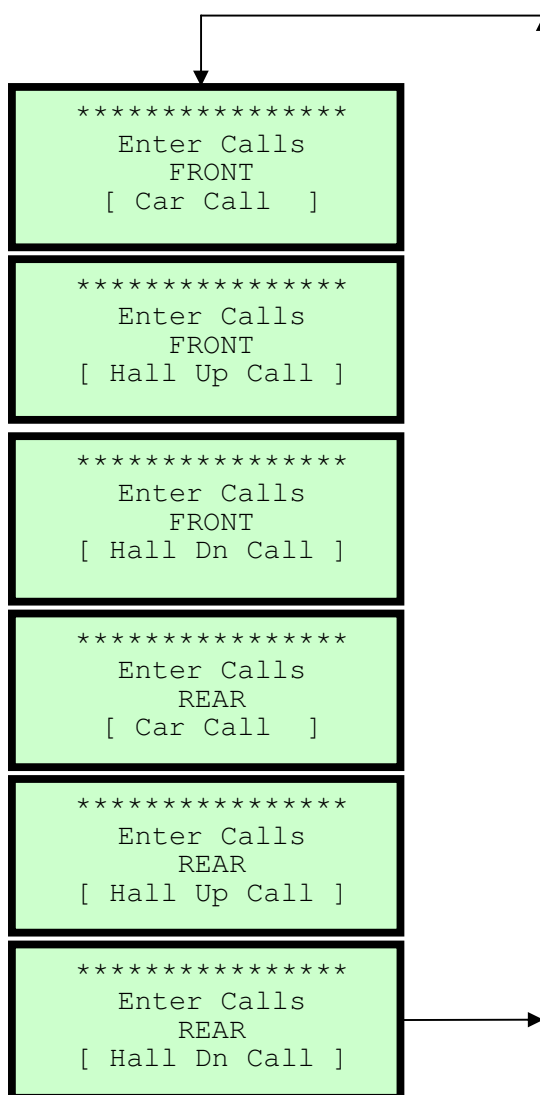 ****************
Enter Calls
FRONT
[ Car Call  ]
****************
Enter Calls
FRONT
[ Hall Up Call ]
****************
Enter Calls
FRONT
[ Hall Dn Call ]
****************
Enter Calls
REAR
[ Car Call  ]
****************
Enter Calls
REAR
[ Hall Up Call ]
****************
Enter Calls
REAR
[ Hall Dn Call ]